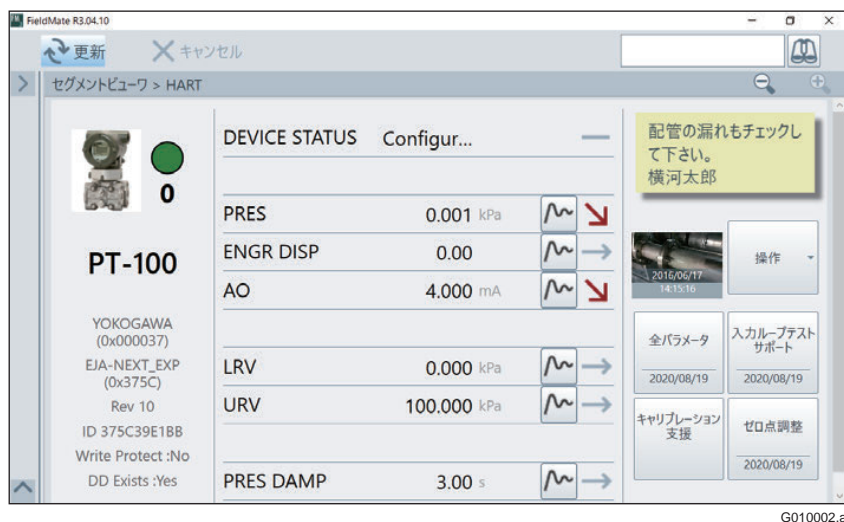 FieldMate R3.04.10
更新 キャンセル
セグメントビューワ > HART
0
PT-100
YOKOGAWA
(0x000037)
EJA-NEXT_EXP
(0x375C)
Rev 10
ID 375C39E1BB
Write Protect :No
DD Exists :Yes
DEVICE STATUS Configur...
PRES 0.001 kPa
ENGR DISP 0.00
AO 4.000 mA
LRV 0.000 kPa
URV 100.000 kPa
PRES DAMP 3.00 s
配管の漏れもチェックし
て下さい。
横河太郎
2016/06/17
14:15:16
操作
全パラメータ
2020/08/19
入力ループテスト
サポート
2020/08/19
キャリブレーション
支援
ゼロ点調整
2020/08/19
G010002.a